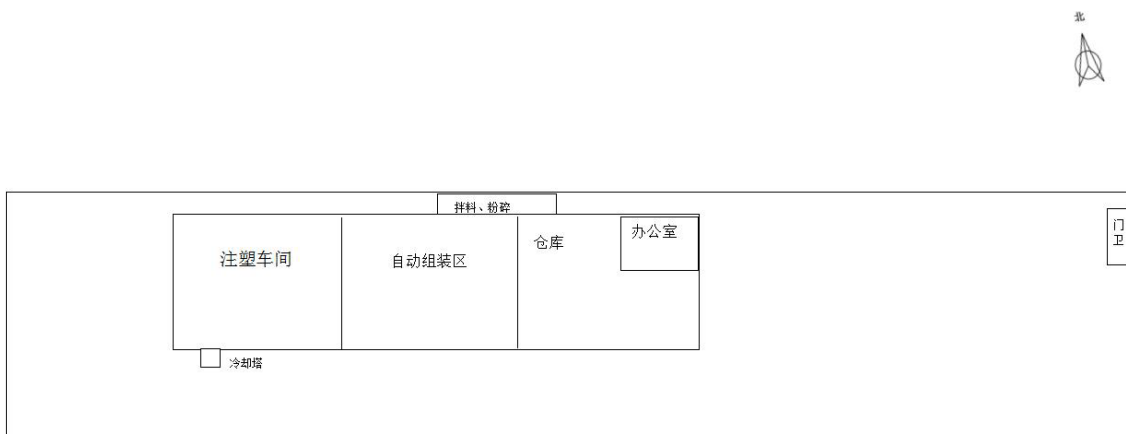 北
拌料、粉碎
注塑车间
自动组装区
仓库
办公室
门卫
冷却塔